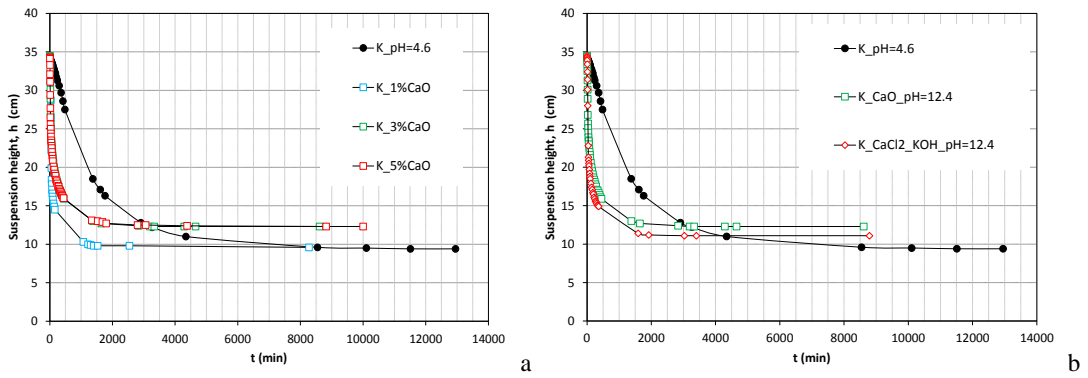 40
35
30
25
20
15
10
5
0
Suspension height, h (cm)
K_pH=4.6
K_1%CaO
K_3%CaO
K_5%CaO
0 2000 4000 6000 8000 10000 12000 14000
t (min)
a
40
35
30
25
20
15
10
5
0
Suspension height, h (cm)
K_pH=4.6
K_CaO_pH=12.4
K_CaCl2_KOH_pH=12.4
0 2000 4000 6000 8000 10000 12000 14000
t (min)
b